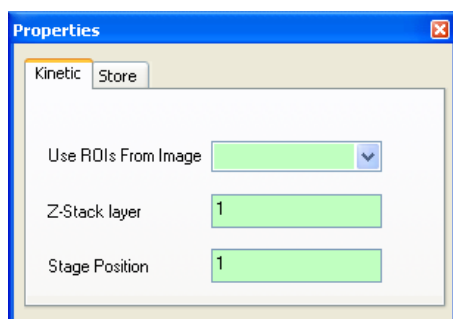 Properties
Kinetic Store
Use ROIs From Image
Z-Stack layer 1
Stage Position 1